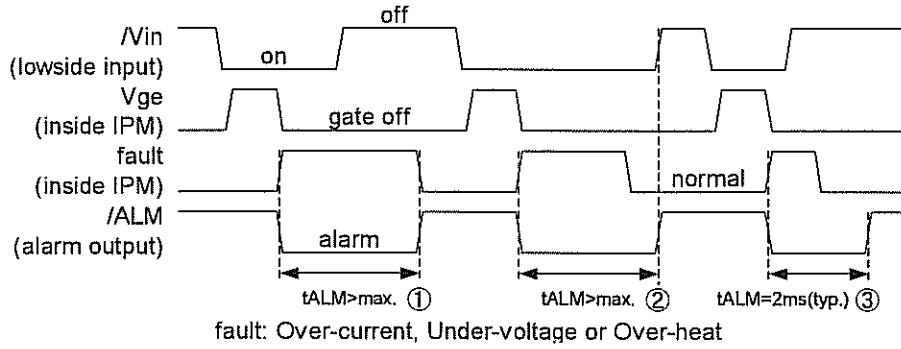 off
/Vin
(lowside input)
on
Vge
(inside IPM)
gate off
fault
(inside IPM)
normal
/ALM
(alarm output)
alarm
tALM>max. ①
tALM>max. ②
tALM=2ms(typ.) ③
fault: Over-current, Under-voltage or Over-heat